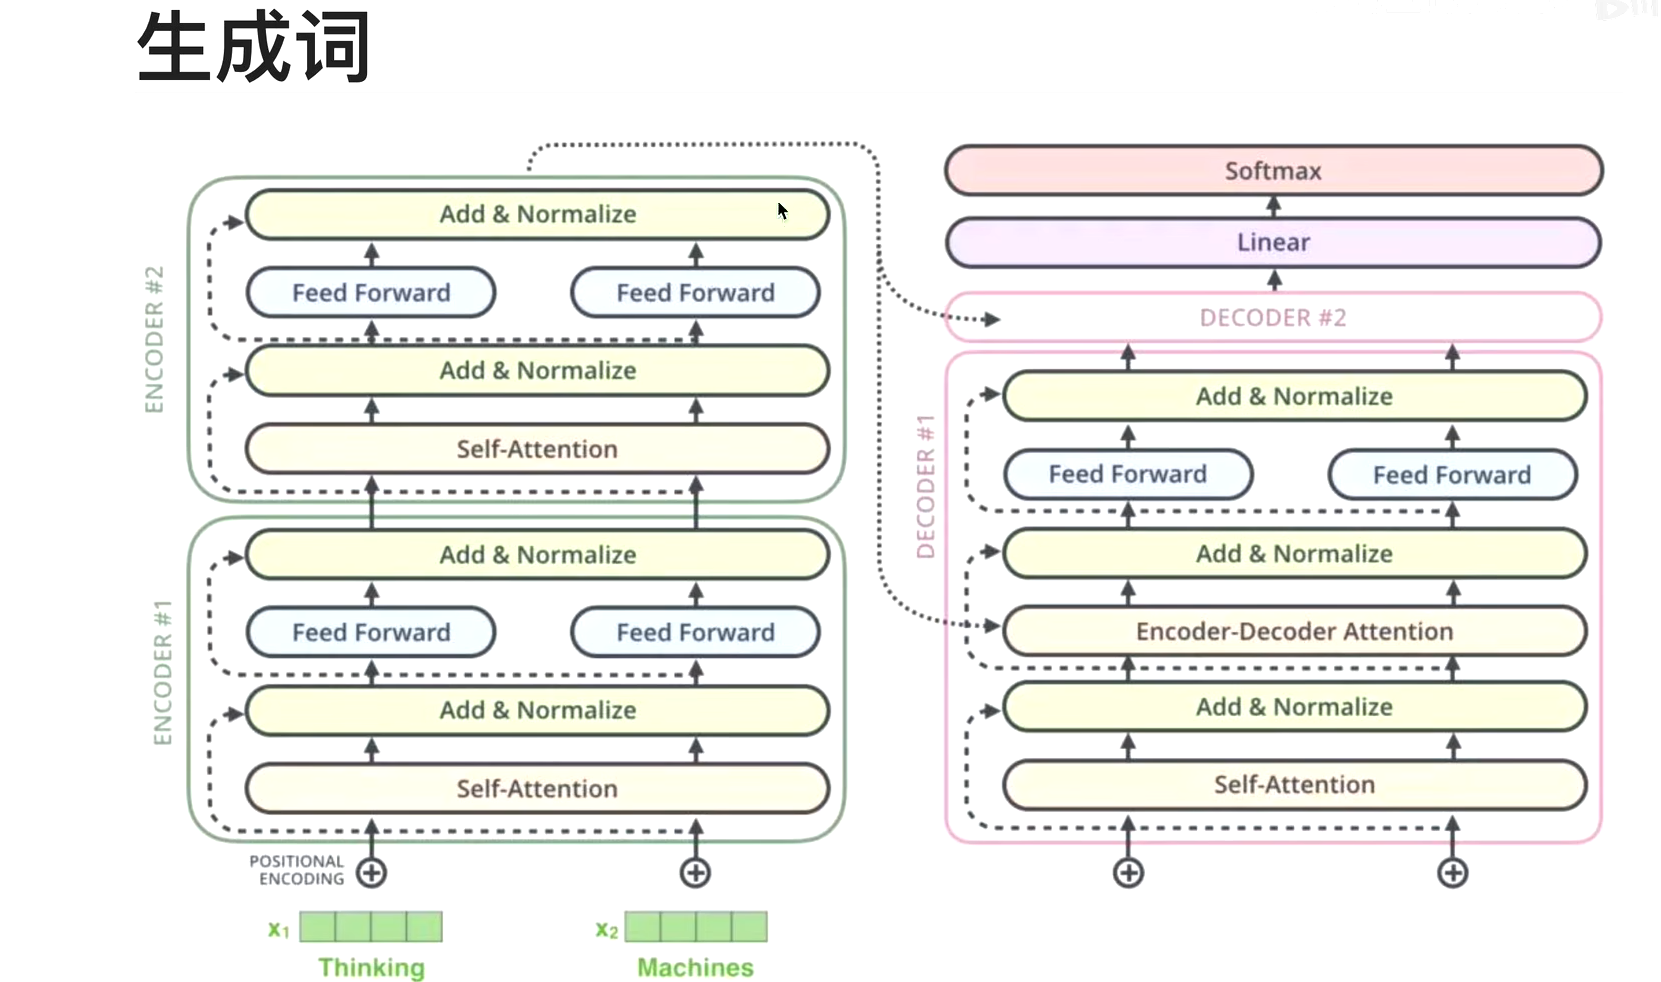 生成词
ENCODER #2
Add & Normalize
Feed Forward
Feed Forward
Add & Normalize
Self-Attention
ENCODER #1
Add & Normalize
Feed Forward
Feed Forward
Add & Normalize
Self-Attention
POSITIONAL
ENCODING
x1
x2
Thinking
Machines
Softmax
Linear
DECODER #2
DECODER #1
Add & Normalize
Feed Forward
Feed Forward
Add & Normalize
Encoder-Decoder Attention
Add & Normalize
Self-Attention